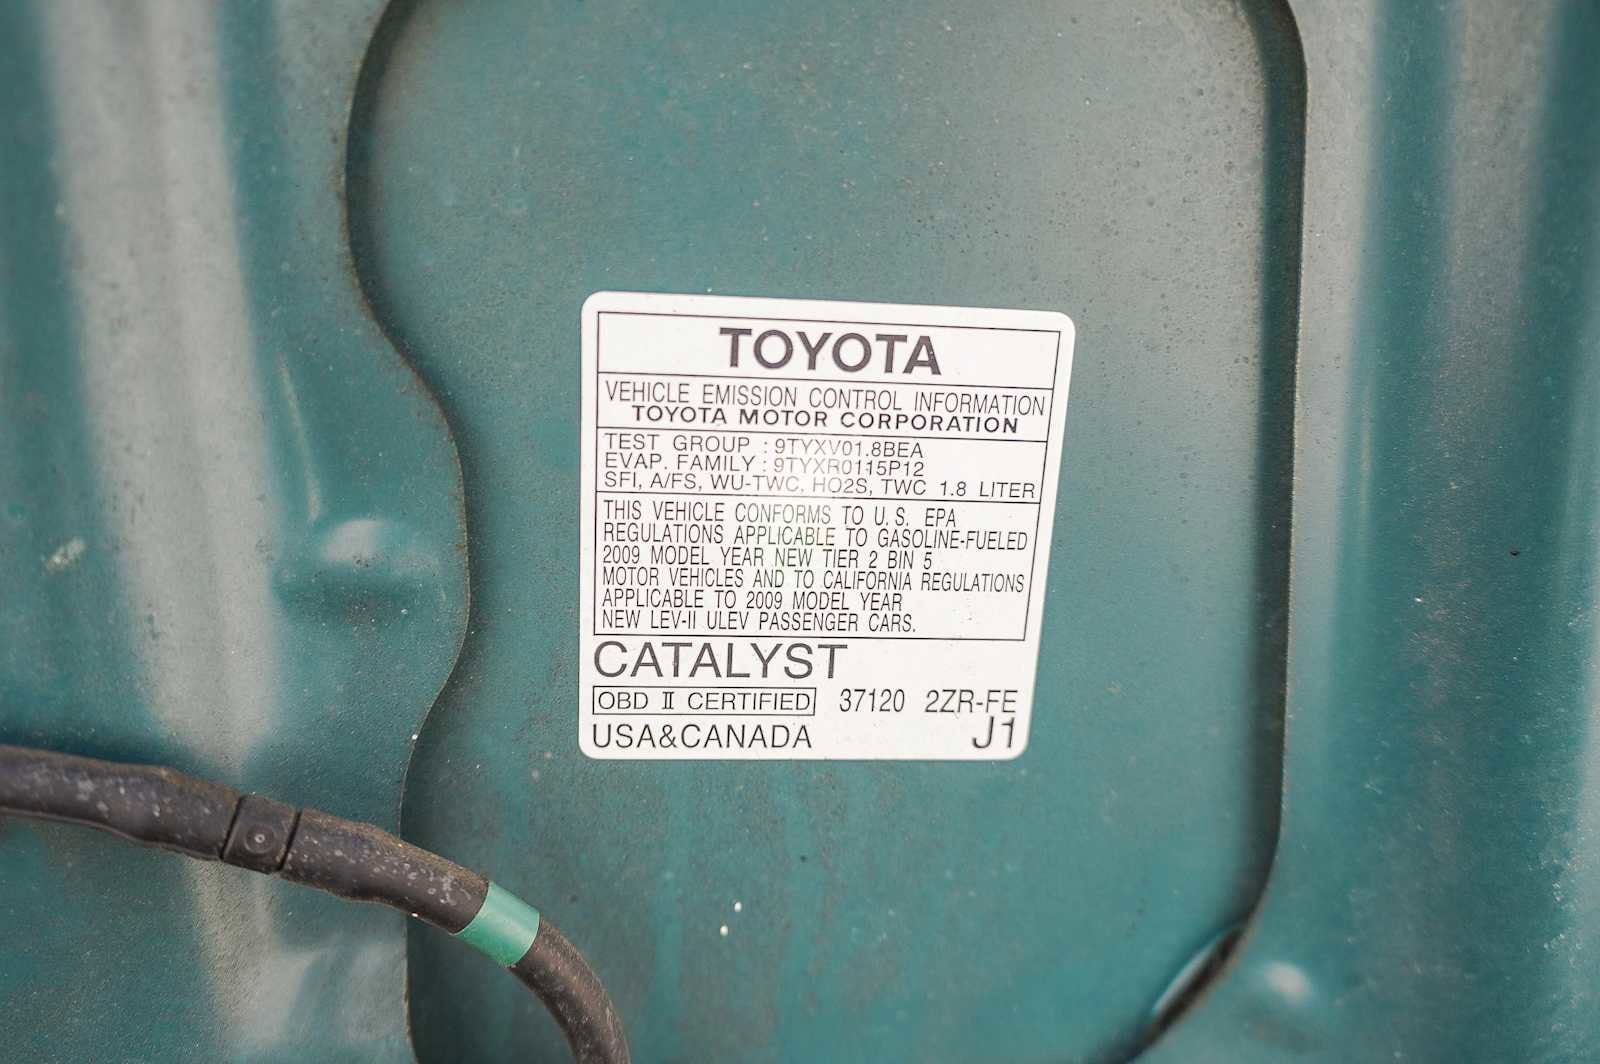 TOYOTA
VEHICLE EMISSION CONTROL INFORMATION
TOYOTA MOTOR CORPORATION
TEST GROUP : 9TYXV01.8BEA
EVAP. FAMILY : 9TYXR0115P12
SFI, A/FS, WU-TWC, HO2S, TWC 1.8 LITER
THIS VEHICLE CONFORMS TO U.S. EPA
REGULATIONS APPLICABLE TO GASOLINE-FUELED
2009 MODEL YEAR NEW TIER 2 BIN 5
MOTOR VEHICLES AND TO CALIFORNIA REGULATIONS
APPLICABLE TO 2009 MODEL YEAR
NEW LEV-II ULEV PASSENGER CARS.
CATALYST
OBD II CERTIFIED 37120 2ZR-FE
USA&CANADA J1